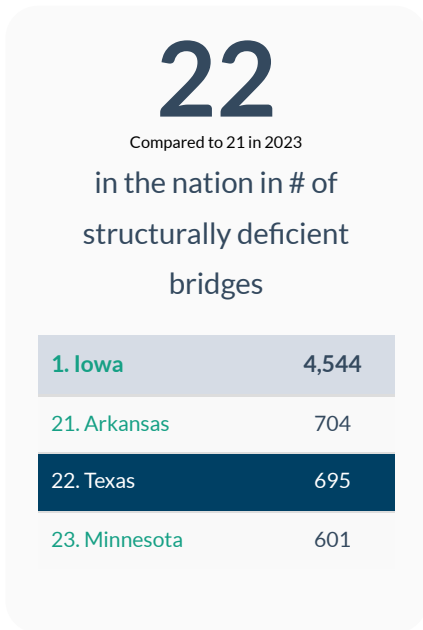 22
Compared to 21 in 2023
in the nation in # of
structurally deficient
bridges
1. Iowa 4,544
21. Arkansas 704
22. Texas 695
23. Minnesota 601